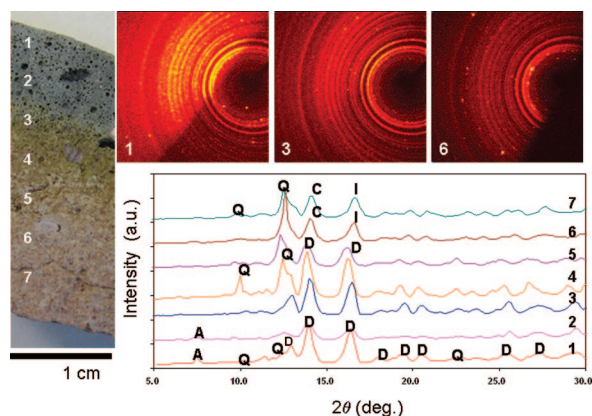 1
2
3
4
5
6
7
1 cm
1
3
6
Intensity (a.u.)
Q Q C I 7
C I 6
D D 5
Q Q 4
3
A D D 2
A Q Q D D D D D D Q D D 1
5.0 10.0 15.0 20.0 25.0 30.0
2θ (deg.)